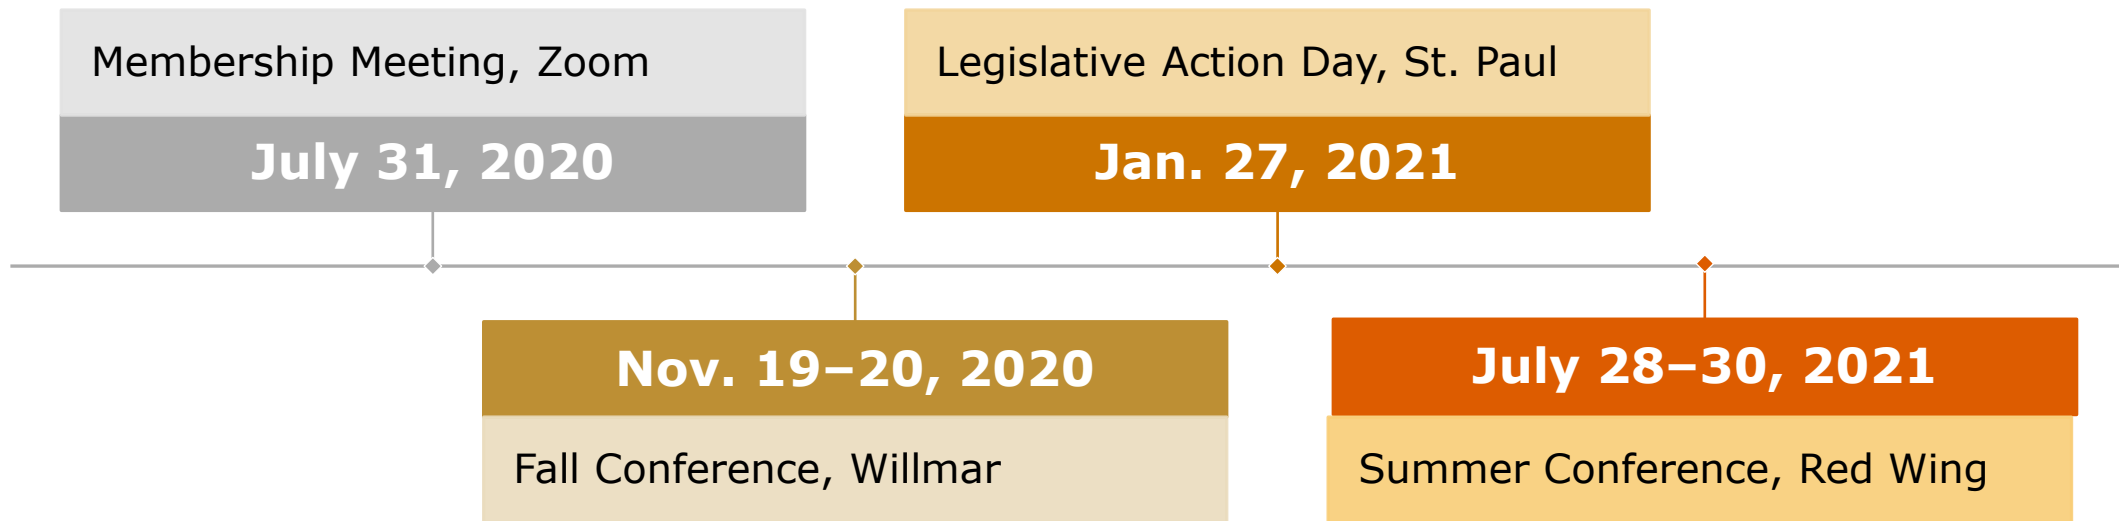 Membership Meeting, Zoom
July 31, 2020
Nov. 19–20, 2020
Fall Conference, Willmar
Legislative Action Day, St. Paul
Jan. 27, 2021
July 28–30, 2021
Summer Conference, Red Wing